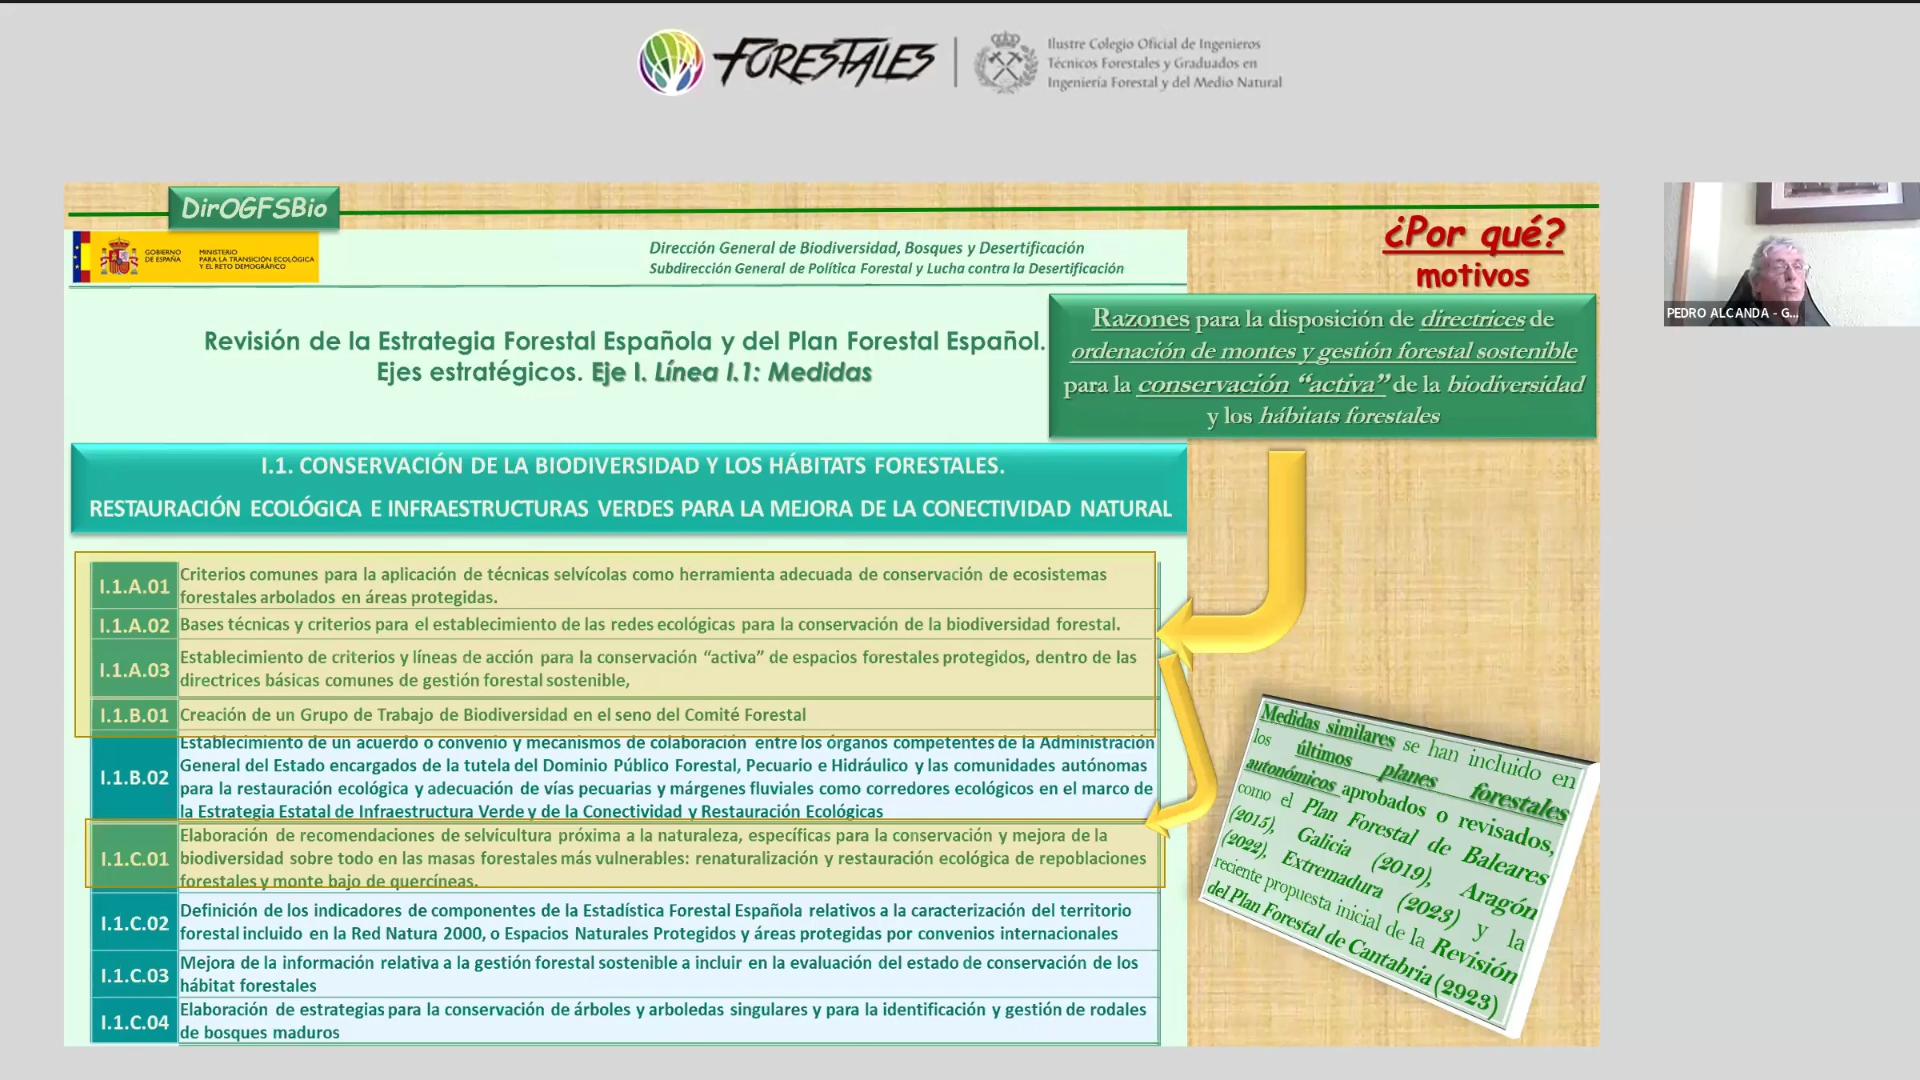 FORESTALES
Ilustre Colegio Oficial de Ingenieros
Técnicos Forestales y Graduados en
Ingeniería Forestal y del Medio Natural
DirOGFSBio
GOBIERNO
DE ESPAÑA
MINISTERIO
PARA LA TRANSICIÓN ECOLÓGICA
Y EL RETO DEMOGRÁFICO
Dirección General de Biodiversidad, Bosques y Desertificación
Subdirección General de Política Forestal y Lucha contra la Desertificación
¿Por qué?
motivos
PEDRO ALCANDA - G...
Revisión de la Estrategia Forestal Española y del Plan Forestal Español.
Ejes estratégicos. Eje I. Línea I.1: Medidas
Razones para la disposición de directrices de
ordenación de montes y gestión forestal sostenible
para la conservación “activa” de la biodiversidad
y los hábitats forestales
I.1. CONSERVACIÓN DE LA BIODIVERSIDAD Y LOS HÁBITATS FORESTALES.
RESTAURACIÓN ECOLÓGICA E INFRAESTRUCTURAS VERDES PARA LA MEJORA DE LA CONECTIVIDAD NATURAL
I.1.A.01
Criterios comunes para la aplicación de técnicas selvícolas como herramienta adecuada de conservación de ecosistemas
forestales arbolados en áreas protegidas.
I.1.A.02
Bases técnicas y criterios para el establecimiento de las redes ecológicas para la conservación de la biodiversidad forestal.
I.1.A.03
Establecimiento de criterios y líneas de acción para la conservación “activa” de espacios forestales protegidos, dentro de las
directrices básicas comunes de gestión forestal sostenible,
I.1.B.01
Creación de un Grupo de Trabajo de Biodiversidad en el seno del Comité Forestal
I.1.B.02
Establecimiento de un acuerdo o convenio y mecanismos de colaboración entre los órganos competentes de la Administración
General del Estado encargados de la tutela del Dominio Público Forestal, Pecuario e Hidráulico y las comunidades autónomas
para la restauración ecológica y adecuación de vías pecuarias y márgenes fluviales como corredores ecológicos en el marco de
la Estrategia Estatal de Infraestructura Verde y de la Conectividad y Restauración Ecológicas
I.1.C.01
Elaboración de recomendaciones de selvicultura próxima a la naturaleza, específicas para la conservación y mejora de la
biodiversidad sobre todo en las masas forestales más vulnerables: renaturalización y restauración ecológica de repoblaciones
forestales y monte bajo de quercíneas.
I.1.C.02
Definición de los indicadores de componentes de la Estadística Forestal Española relativos a la caracterización del territorio
forestal incluido en la Red Natura 2000, o Espacios Naturales Protegidos y áreas protegidas por convenios internacionales
I.1.C.03
Mejora de la información relativa a la gestión forestal sostenible a incluir en la evaluación del estado de conservación de los
hábitat forestales
I.1.C.04
Elaboración de estrategias para la conservación de árboles y arboledas singulares y para la identificación y gestión de rodales
de bosques maduros
Medidas similares se han incluido en
los últimos planes forestales
autonómicos aprobados o revisados,
como el Plan Forestal de Baleares
(2015), Galicia (2019), Aragón
(2022), Extremadura (2023) y la
reciente propuesta inicial de la Revisión
del Plan Forestal de Cantabria (2923)